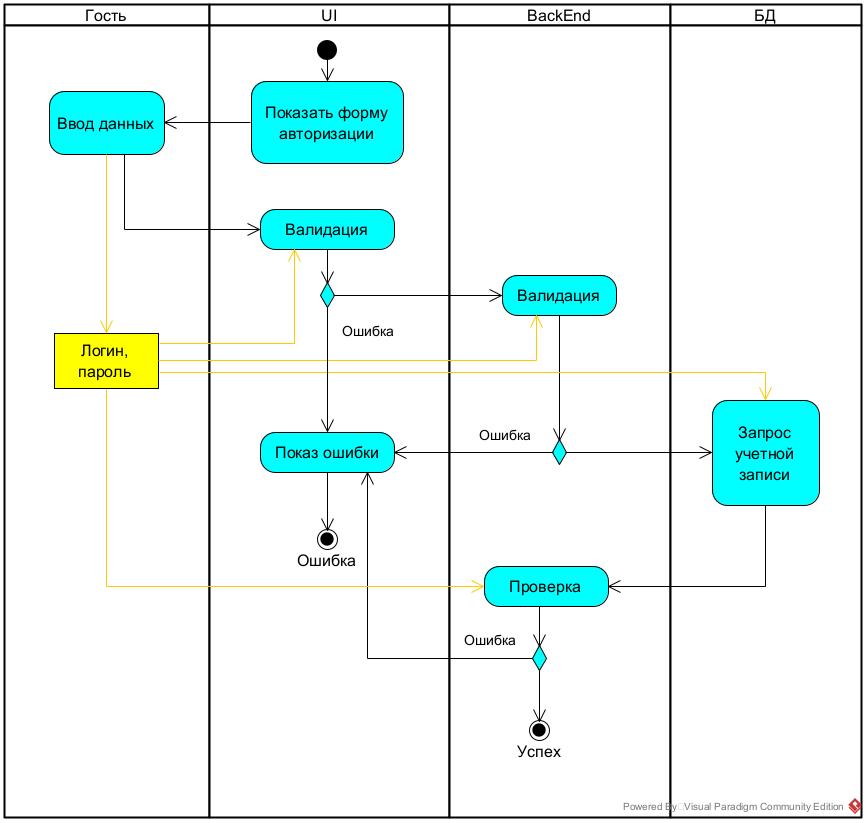 Гость
UI
BackEnd
БД
Показать форму
авторизации
Ввод данных
Валидация
Валидация
Ошибка
Логин,
пароль
Запрос
учетной
записи
Ошибка
Показ ошибки
Ошибка
Проверка
Ошибка
Успех
Powered By Visual Paradigm Community Edition